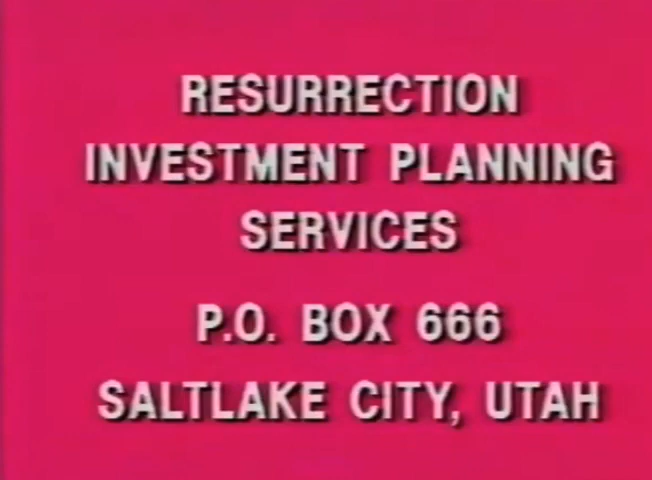 RESURRECTION
INVESTMENT PLANNING
SERVICES
P.O. BOX 666
SALTLAKE CITY, UTAH